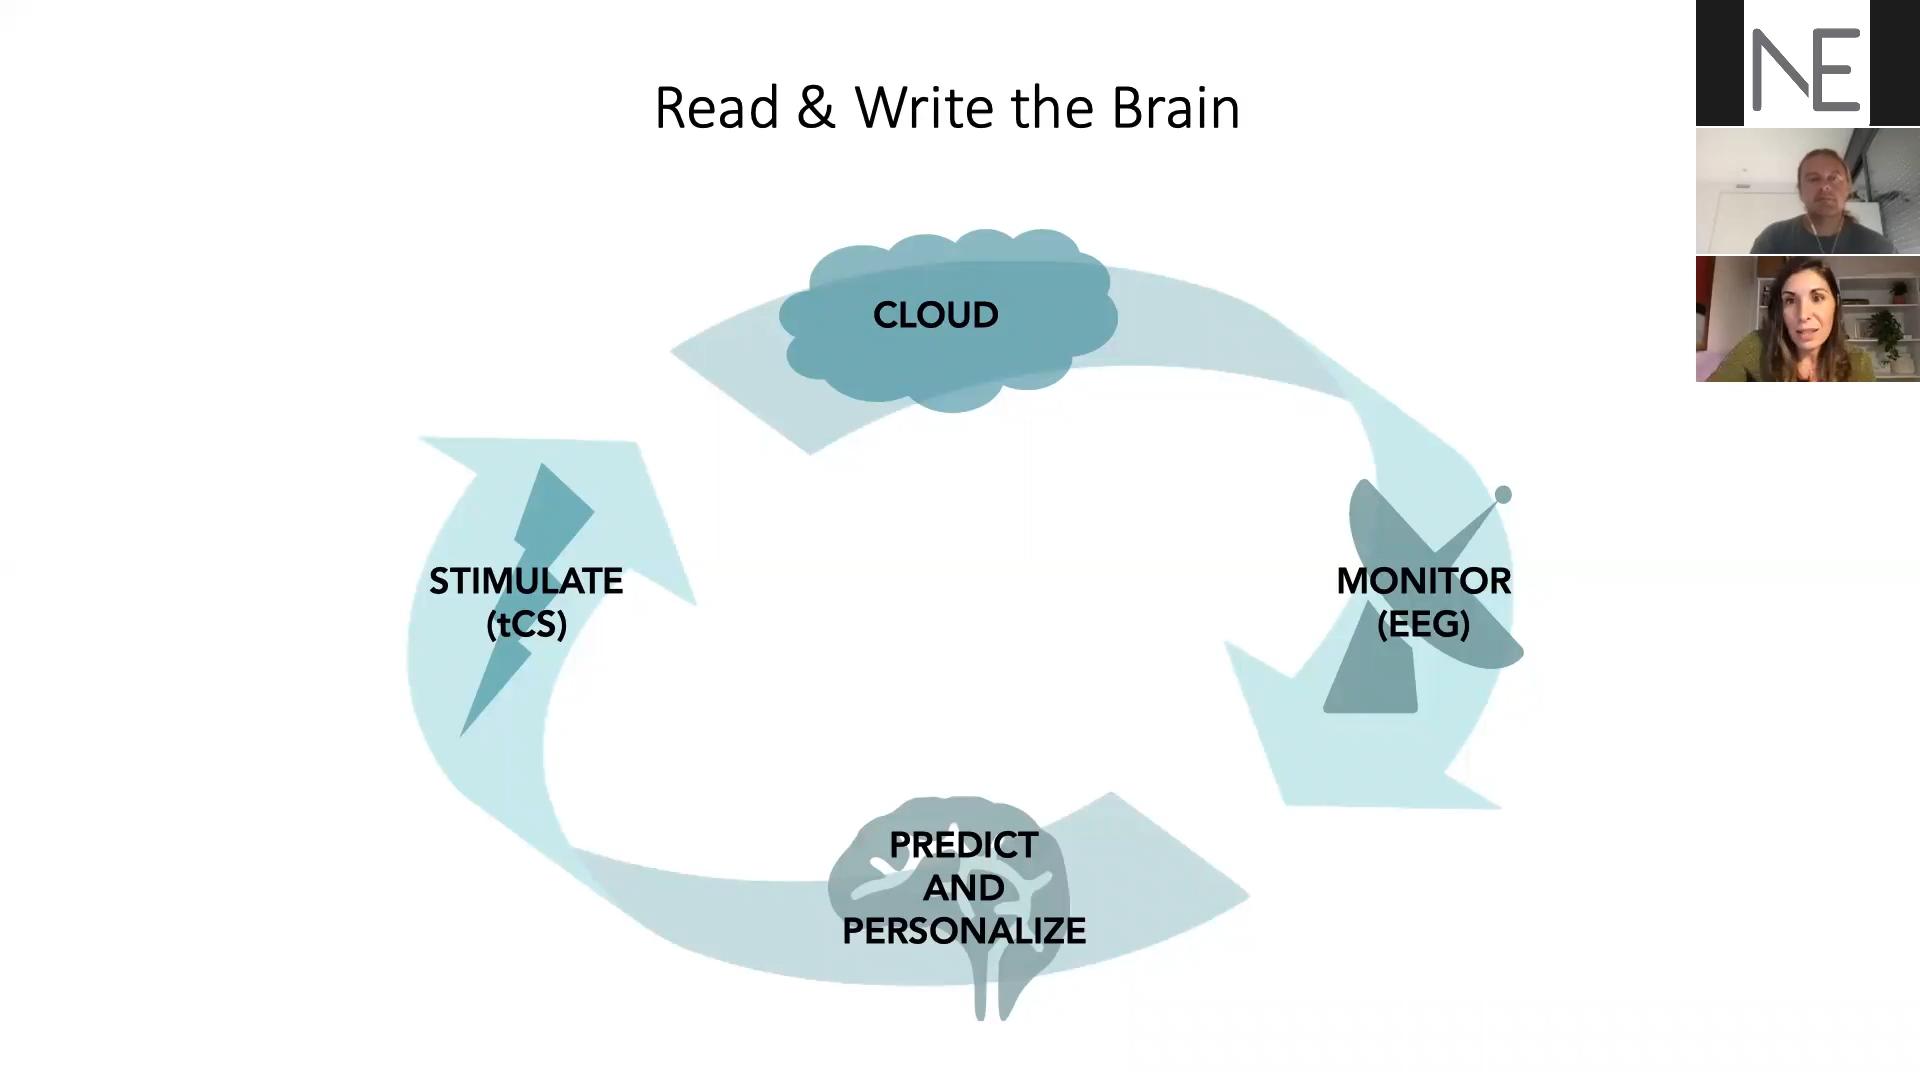 Read & Write the Brain
NE
CLOUD
STIMULATE
(tCS)
MONITOR
(EEG)
PREDICT
AND
PERSONALIZE